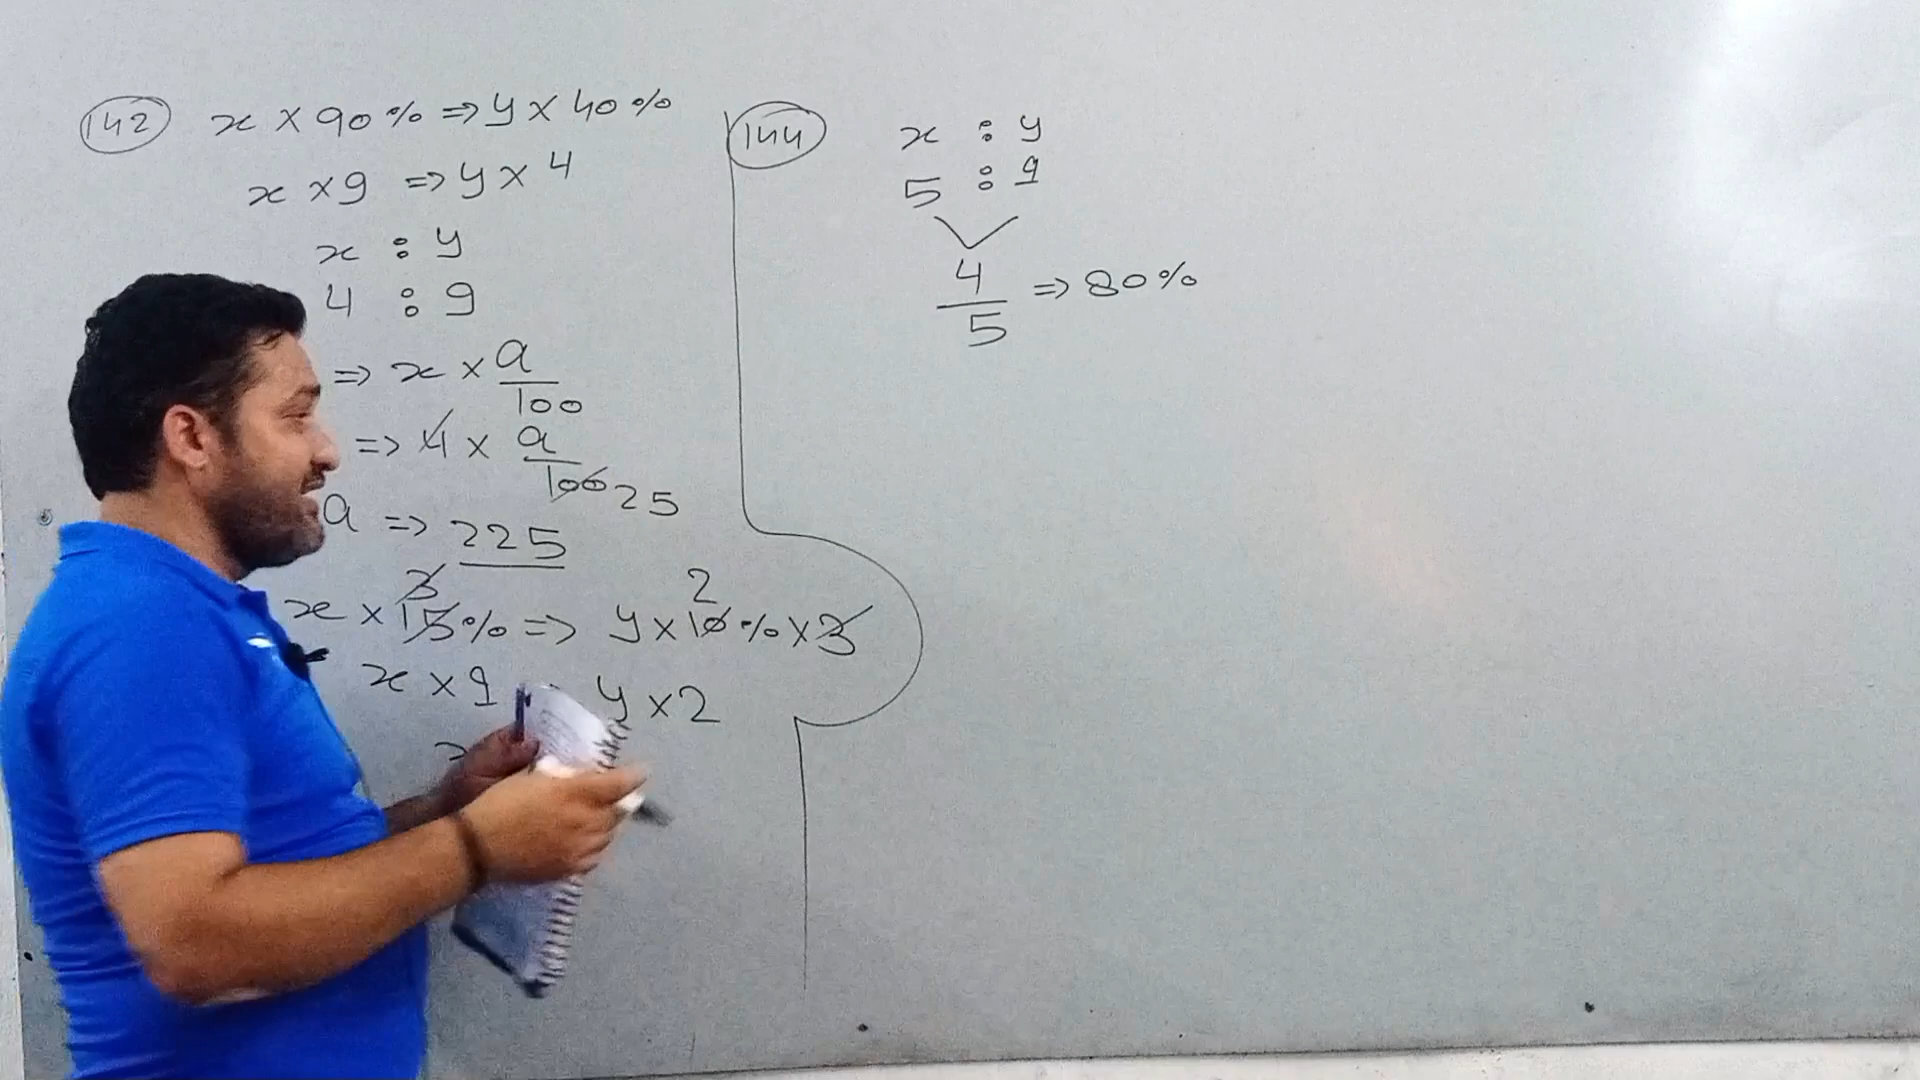 142 x × 90% => y × 40%
x × 9 => y × 4
x : y
4 : 9
=> x × a/100
=> 4 × a/100 25
a => 225
3 2
x × 15% => y × 10% × 3
x × 9 y × 2
x
144 x : y
5 : 9
4/5 => 80%